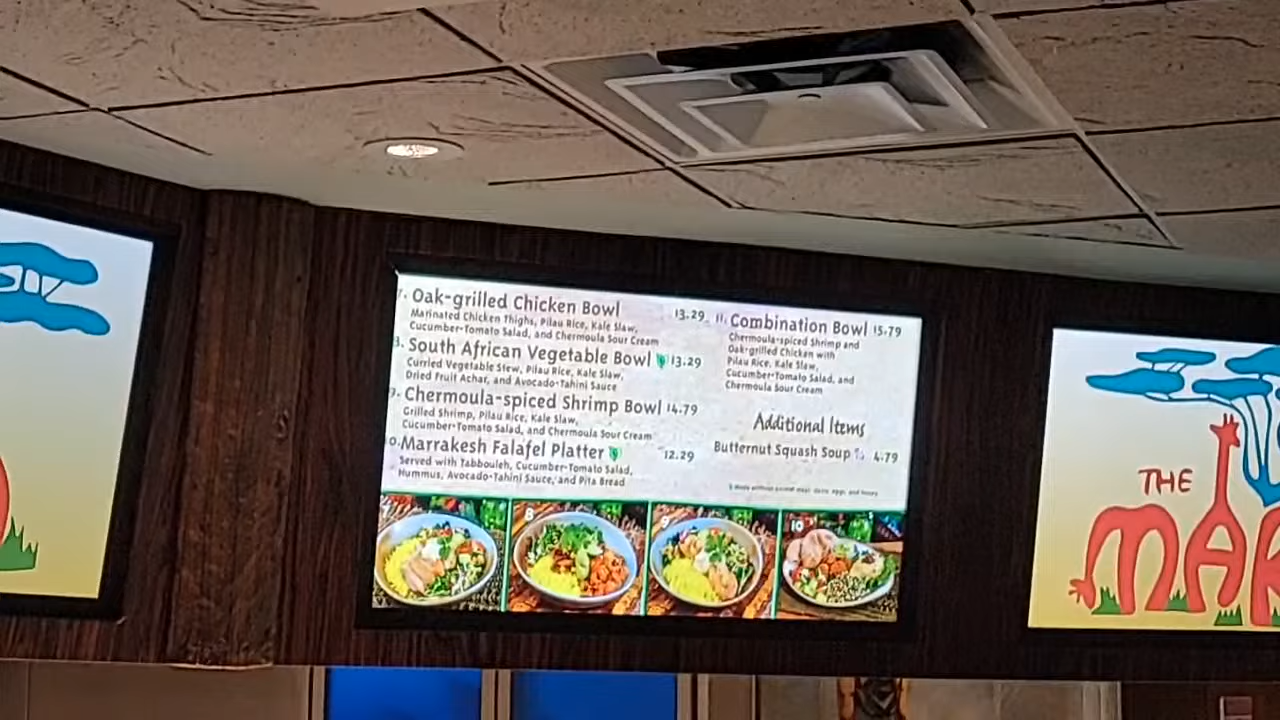 7. Oak-grilled Chicken Bowl 13.29
Marinated Chicken Thighs, Pilau Rice, Kale Slaw,
Cucumber-Tomato Salad, and Chermoula Sour Cream
8. South African Vegetable Bowl 13.29
Curried Vegetable Stew, Pilau Rice, Kale Slaw,
Dried Fruit Achar, and Avocado-Tahini Sauce
9. Chermoula-spiced Shrimp Bowl 14.79
Grilled Shrimp, Pilau Rice, Kale Slaw,
Cucumber-Tomato Salad, and Chermoula Sour Cream
10. Marrakesh Falafel Platter 12.29
Served with Tabbouleh, Cucumber-Tomato Salad,
Hummus, Avocado-Tahini Sauce, and Pita Bread
11. Combination Bowl 15.79
Chermoula-spiced Shrimp and
Oak-grilled Chicken with
Pilau Rice, Kale Slaw,
Cucumber-Tomato Salad, and
Chermoula Sour Cream
Additional Items
Butternut Squash Soup 4.79
8
9
10
THE
MAR